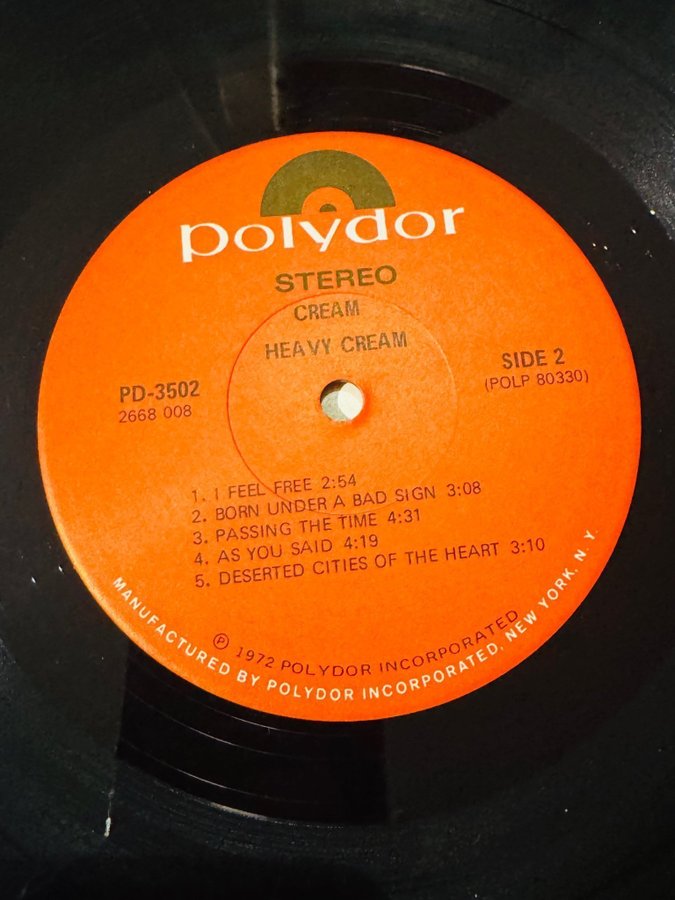 polydor
STEREO
CREAM
HEAVY CREAM
PD-3502
2668 008
SIDE 2
(POLP 80330)
1. I FEEL FREE 2:54
2. BORN UNDER A BAD SIGN 3:08
3. PASSING THE TIME 4:31
4. AS YOU SAID 4:19
5. DESERTED CITIES OF THE HEART 3:10
Ⓟ 1972 POLYDOR INCORPORATED
MANUFACTURED BY POLYDOR INCORPORATED, NEW YORK, N.Y.